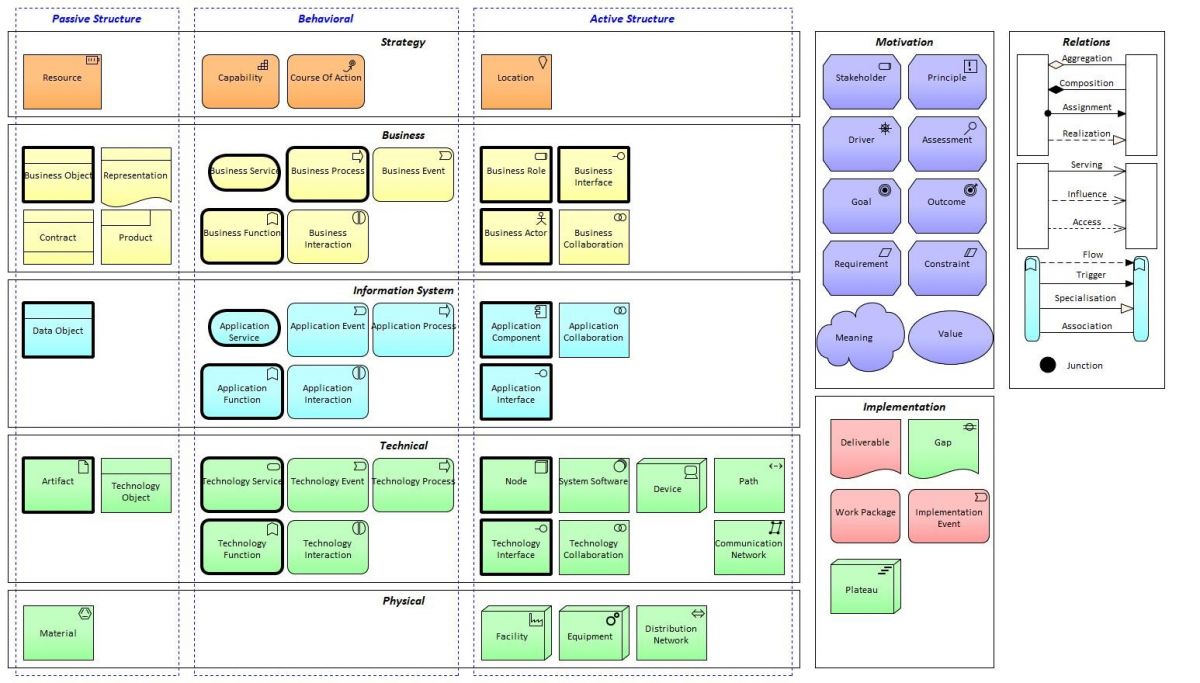 Passive Structure
Behavioral
Active Structure
Strategy
Resource
Capability
Course Of Action
Location
Business
Business Object
Representation
Business Service
Business Process
Business Event
Business Role
Business
Interface
Contract
Product
Business Function
Business
Interaction
Business Actor
Business
Collaboration
Information System
Data Object
Application
Service
Application Event
Application Process
Application
Component
Application
Collaboration
Application
Function
Application
Interaction
Application
Interface
Technical
Artifact
Technology
Object
Technology Service
Technology Event
Technology Process
Node
System Software
Device
Path
Technology
Function
Technology
Interaction
Technology
Interface
Technology
Collaboration
Communication
Network
Physical
Material
Facility
Equipment
Distribution
Network
Motivation
Stakeholder
Principle
Driver
Assessment
Goal
Outcome
Requirement
Constraint
Meaning
Value
Implementation
Deliverable
Gap
Work Package
Implementation
Event
Plateau
Relations
Aggregation
Composition
Assignment
Realization
Serving
Influence
Access
Flow
Trigger
Specialisation
Association
Junction